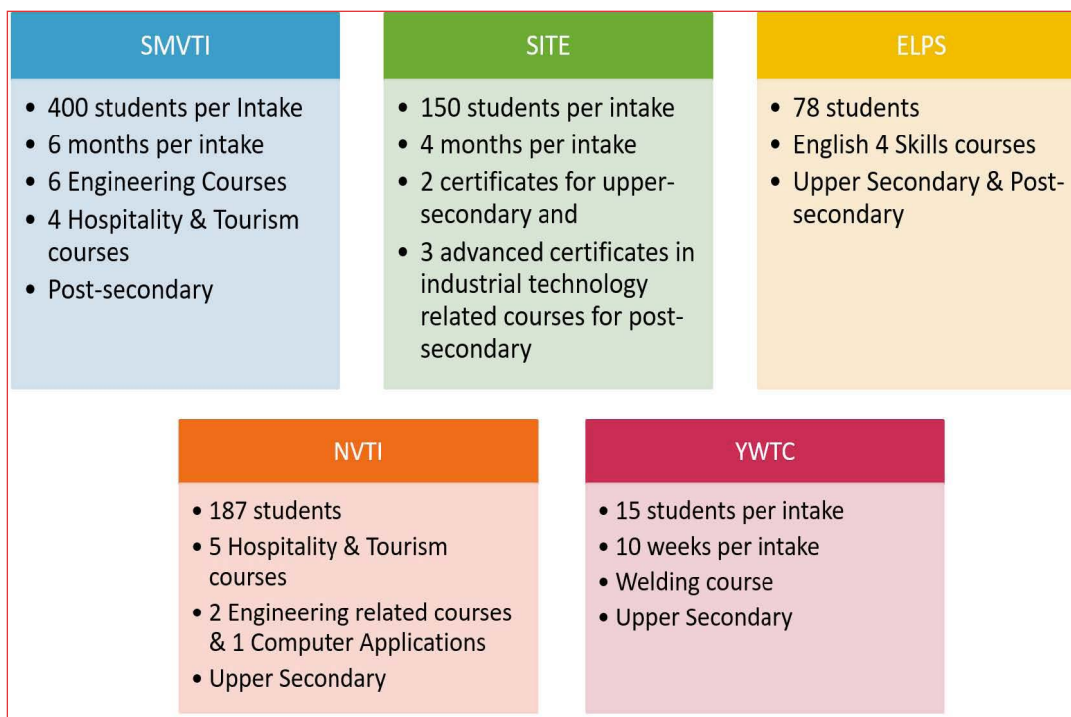 SMVTI
• 400 students per Intake
• 6 months per intake
• 6 Engineering Courses
• 4 Hospitality & Tourism
courses
• Post-secondary
SITE
• 150 students per intake
• 4 months per intake
• 2 certificates for upper-
secondary and
• 3 advanced certificates in
industrial technology
related courses for post-
secondary
ELPS
• 78 students
• English 4 Skills courses
• Upper Secondary & Post-
secondary
NVTI
• 187 students
• 5 Hospitality & Tourism
courses
• 2 Engineering related courses
& 1 Computer Applications
• Upper Secondary
YWTC
• 15 students per intake
• 10 weeks per intake
• Welding course
• Upper Secondary